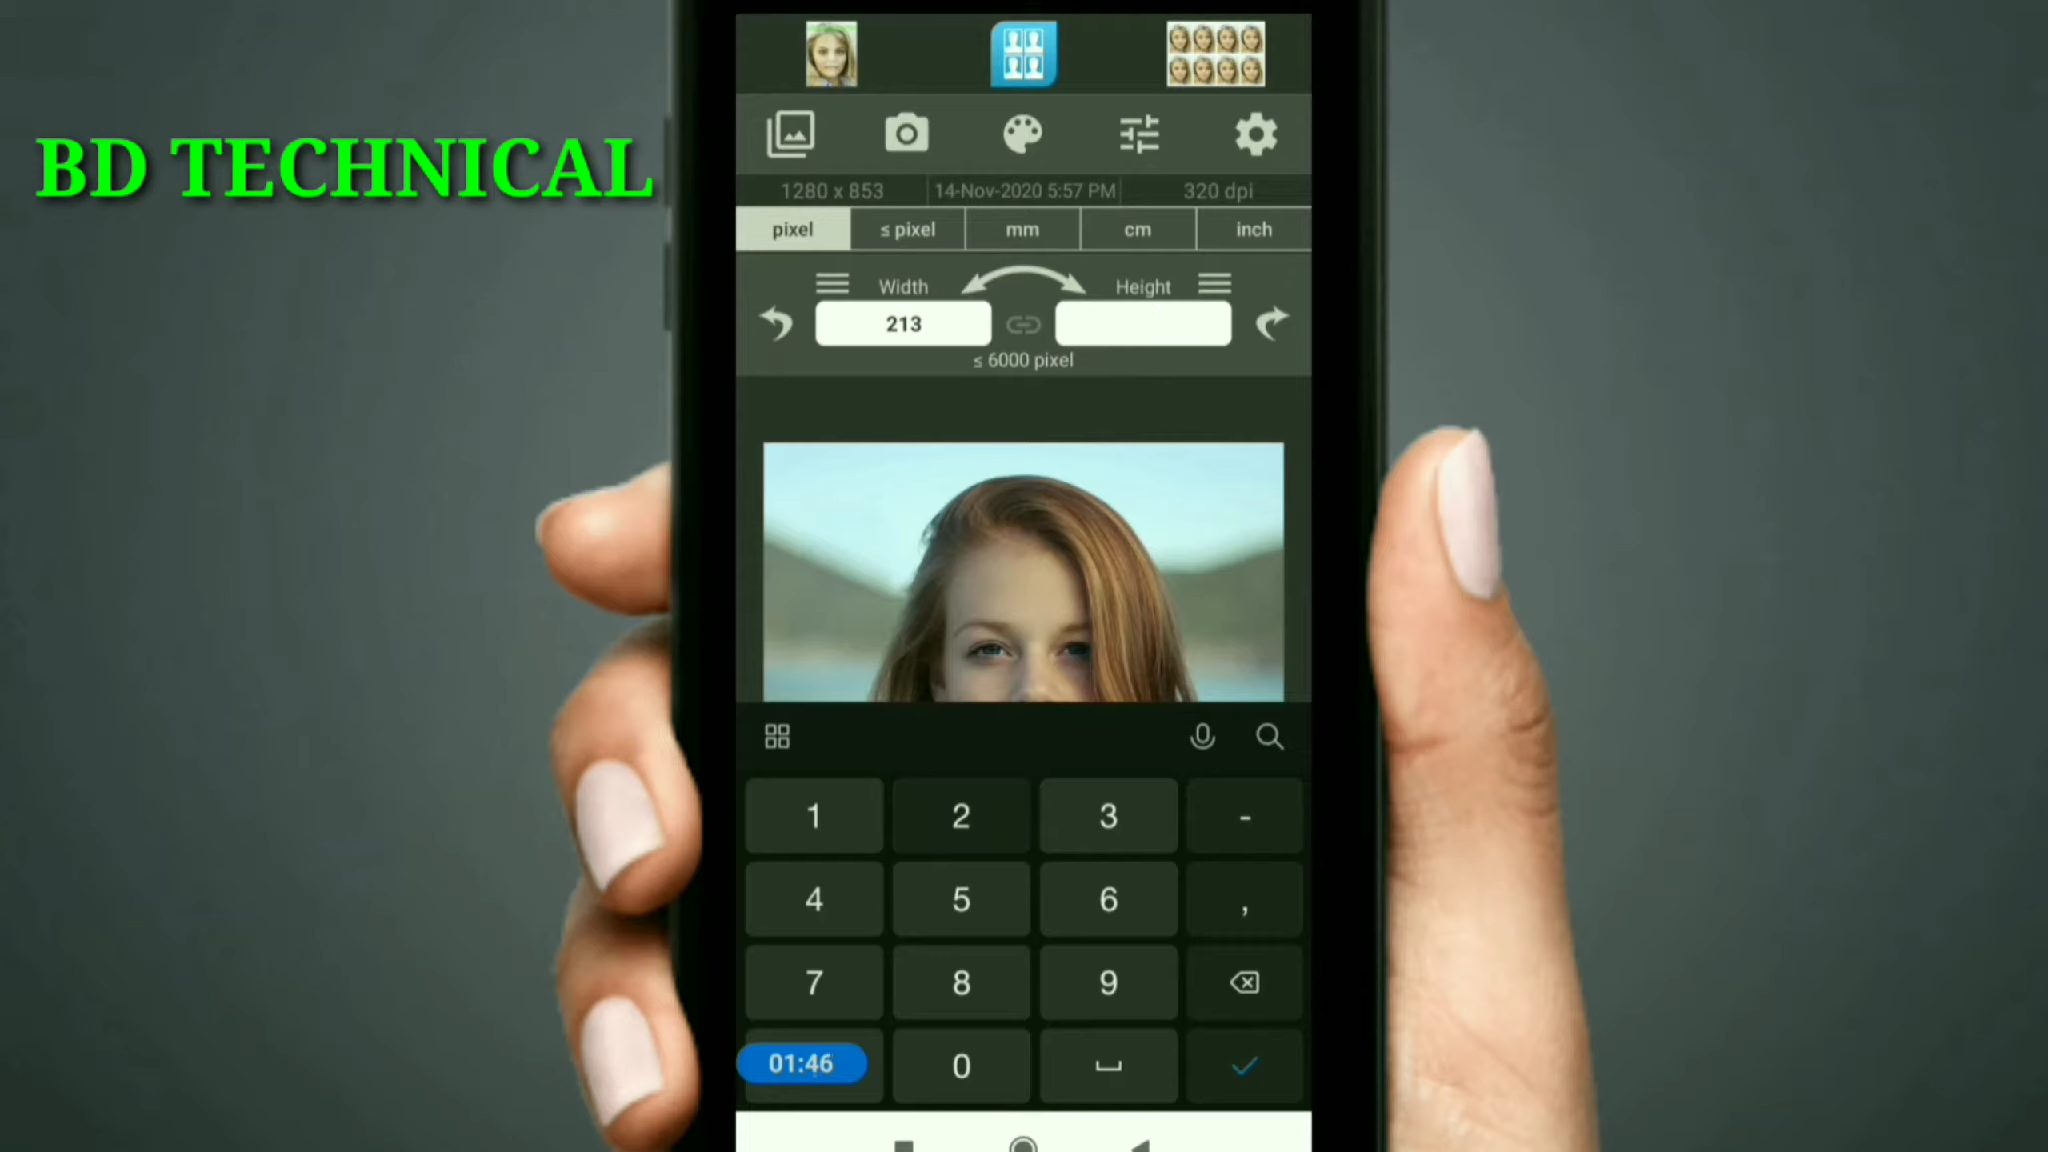 BD TECHNICAL
1280 x 853 14-Nov-2020 5:57 PM 320 dpi
pixel ≤ pixel mm cm inch
Width Height
213
≤ 6000 pixel
1 2 3 -
4 5 6 ,
7 8 9
01:46 0